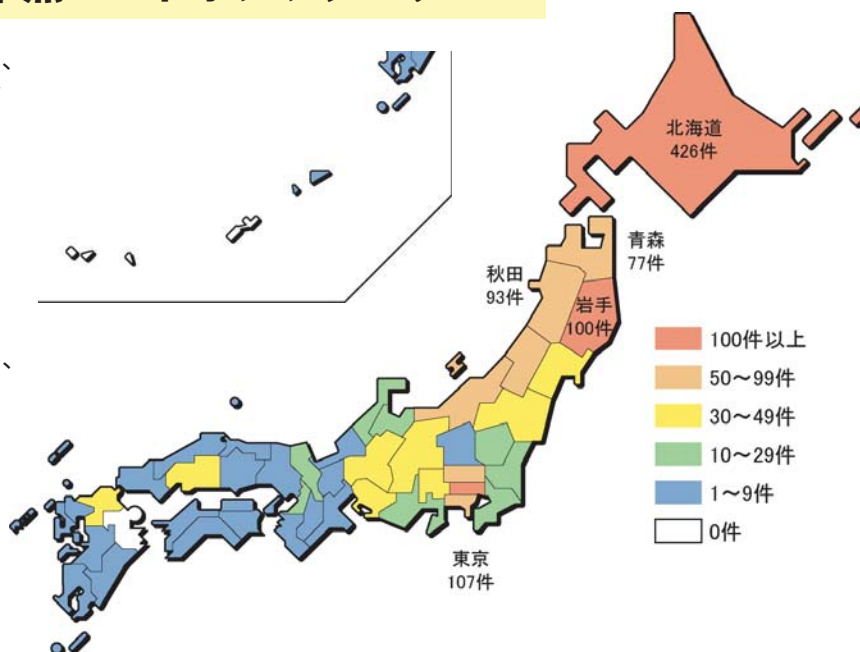 、
北海道
426件
青森
77件
秋田
93件
岩手
100件
、
100件以上
50～99件
30～49件
10～29件
1～9件
0件
東京
107件